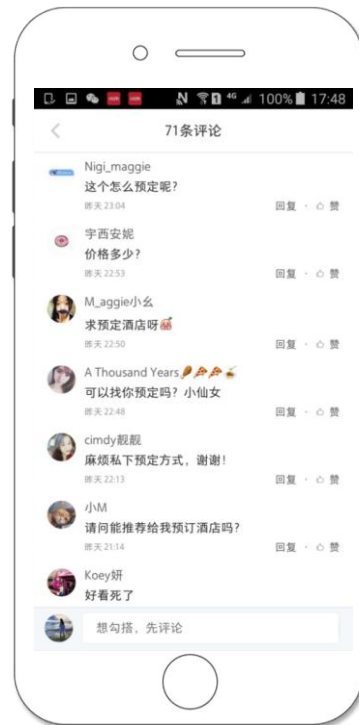 N 4G 100% 17:48
71条评论
Nigi_maggie
这个怎么预定呢?
昨天 23:04 回复 · 赞
宇西安妮
价格多少?
昨天 22:53 回复 · 赞
M_aggie小幺
求预定酒店呀
昨天 22:50 回复 · 赞
A Thousand Years
可以找你预定吗? 小仙女
昨天 22:48 回复 · 赞
cimdy靓靓
麻烦私下预定方式，谢谢!
昨天 22:13 回复 · 赞
小M
请问能推荐给我预订酒店吗?
昨天 21:14 回复 · 赞
Koey妍
好看死了
想勾搭，先评论